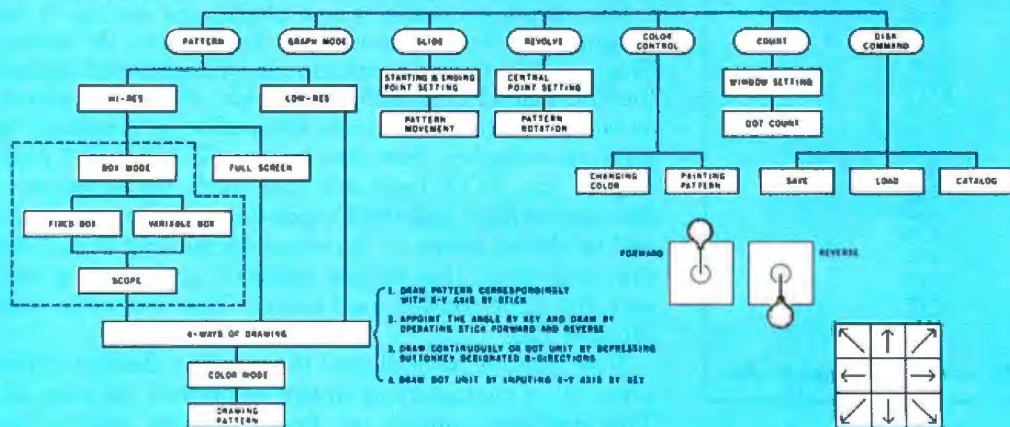 PATTERN
GRAPH MODE
SLIDE
REVOLVE
COLOR
CONTROL
COUNT
DISK
COMMAND
STARTING & ENDING
POINT SETTING
CENTRAL
POINT SETTING
WINDOW SETTING
HI-RES
LOW-RES
PATTERN
MOVEMENT
PATTERN
ROTATION
DOT COUNT
BOX MODE
FULL SCREEN
CHANGING
COLOR
PAINTING
PATTERN
SAVE
LOAD
CATALOG
FIXED BOX
VARIABLE BOX
FORWARD
REVERSE
SCOPE
1. DRAW PATTERN CORRESPONDINGLY
WITH X-Y AXIS BY STICK
2. APPOINT THE ANGLE BY KEY AND DRAW BY
OPERATING STICK FORWARD AND REVERSE
3. DRAW CONTINUOUSLY OR DOT UNIT BY DEPRESSING
BUTTONKEY DESIGNATED 8-DIRECTIONS
4. DRAW DOT UNIT BY INPUTING X-Y AXIS BY KEY
4-WAYS OF DRAWING
COLOR MODE
DRAWING
PATTERN